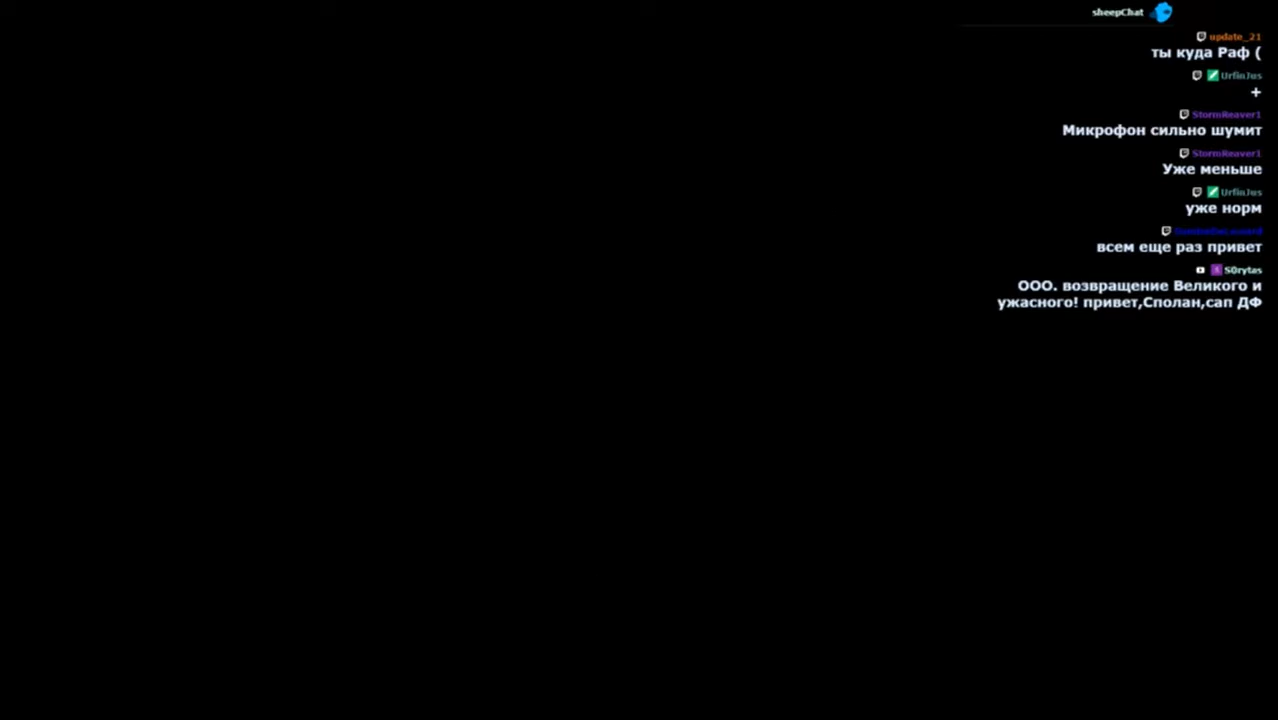 sheepChat
update_21
ты куда Раф (
UrfinJus
+
StormReaver1
Микрофон сильно шумит
StormReaver1
Уже меньше
UrfinJus
уже норм
всем еще раз привет
S0rytas
ООО. возвращение Великого и
ужасного! привет,Сполан,сап ДФ